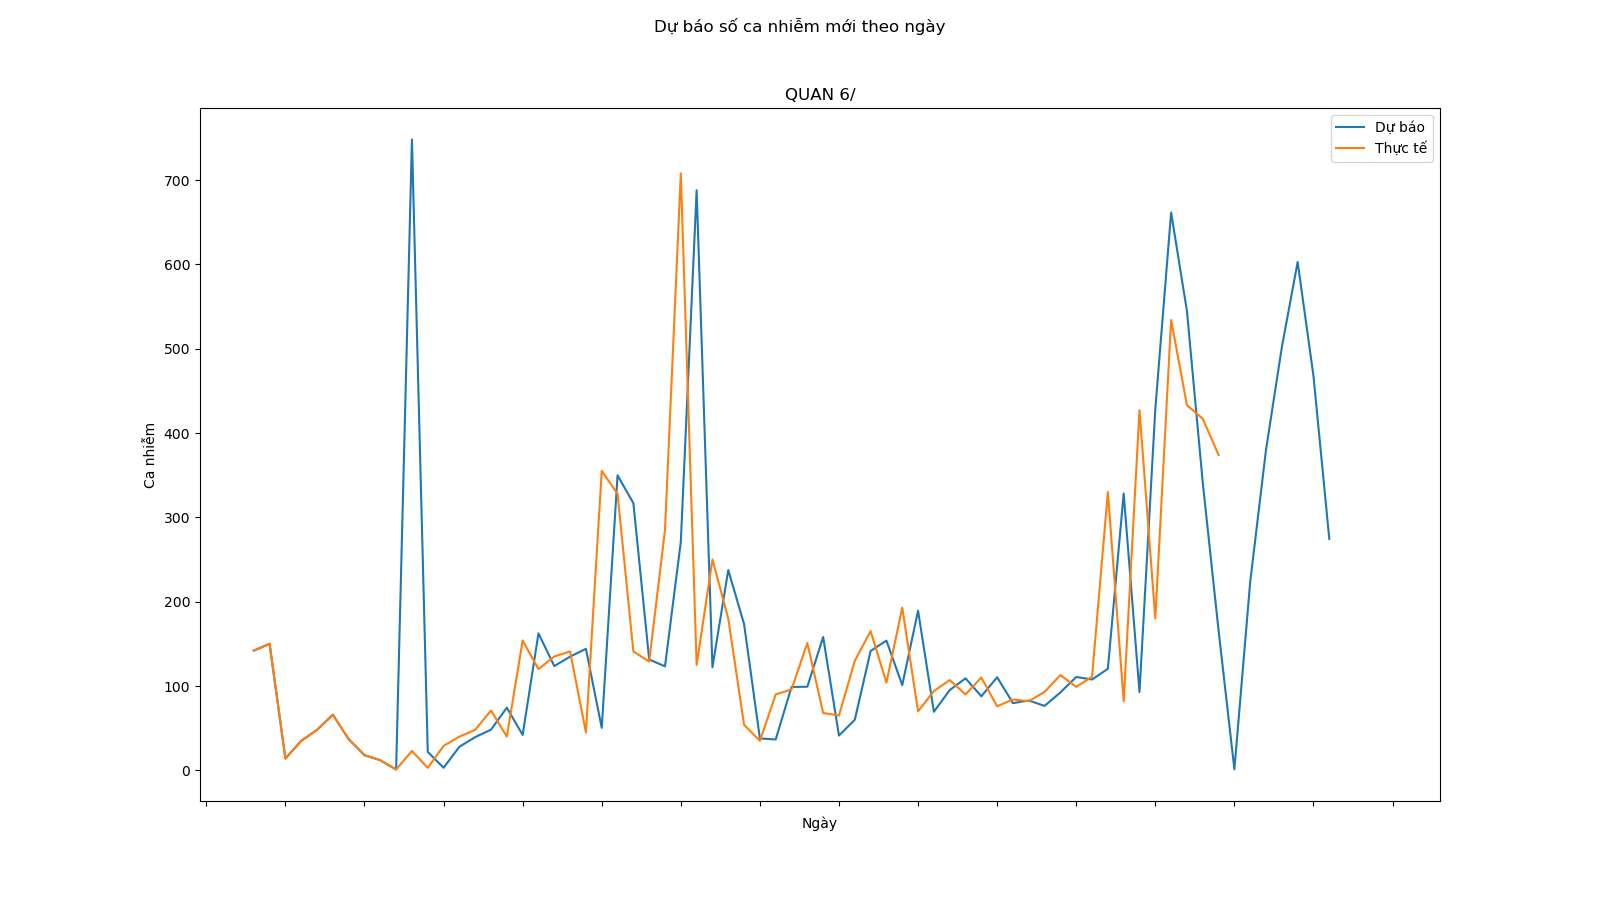 Dự báo số ca nhiễm mới theo ngày
QUAN 6/
Dự báo
Thực tế
700
600
500
400
300
200
100
0
Ca nhiễm
Ngày